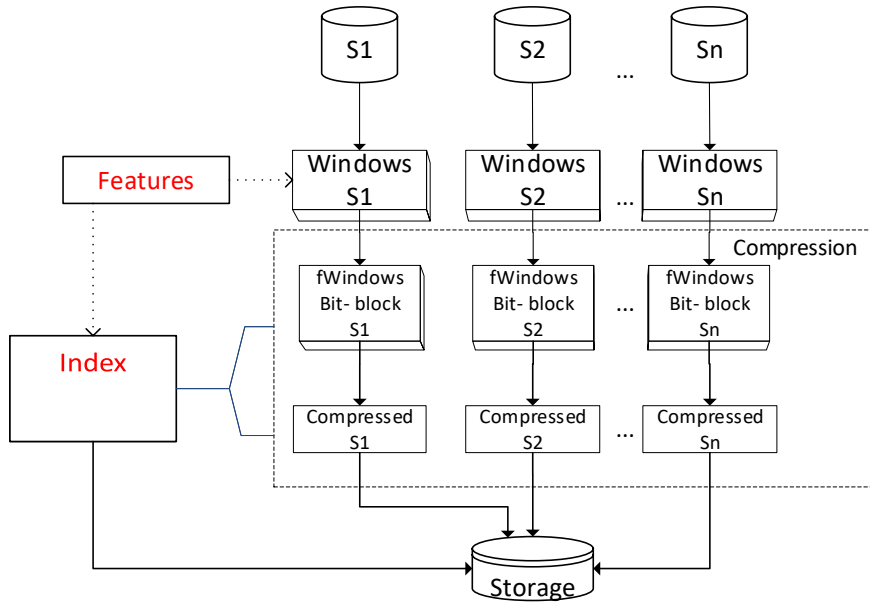 S1
S2
...
Sn
Features
Windows
S1
Windows
S2
...
Windows
Sn
Compression
fWindows
Bit- block
S1
fWindows
Bit- block
S2
...
fWindows
Bit- block
Sn
Index
Compressed
S1
Compressed
S2
...
Compressed
Sn
Storage